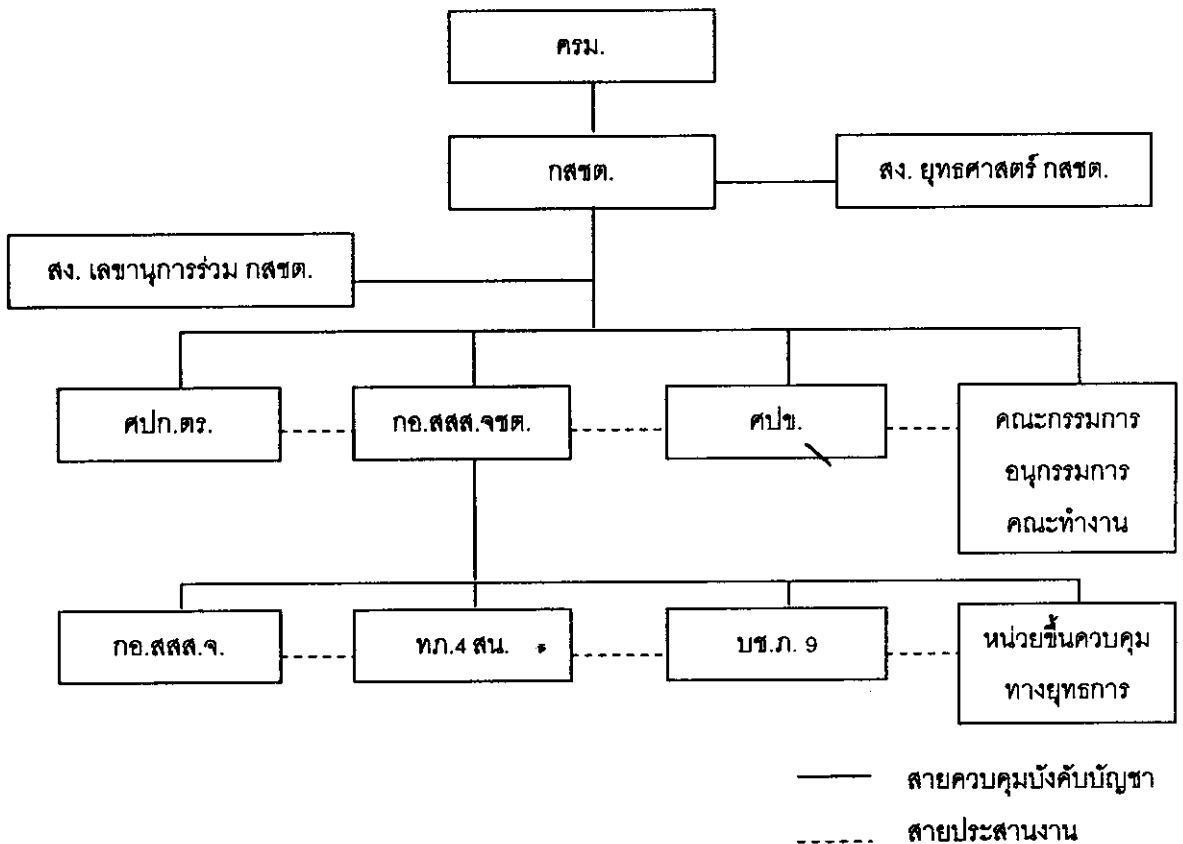 ครม.
กสชต.
สง. ยุทธศาสตร์ กสชต.
สง. เลขานุการร่วม กสชต.
ศปก.ตร.
กอ.สสส.จชต.
ศปข.
คณะกรรมการ
อนุกรรมการ
คณะทำงาน
กอ.สสส.จ.
ทภ.4 สน.
บช.ภ. 9
หน่วยขึ้นควบคุม
ทางยุทธการ
สายควบคุมบังคับบัญชา
สายประสานงาน